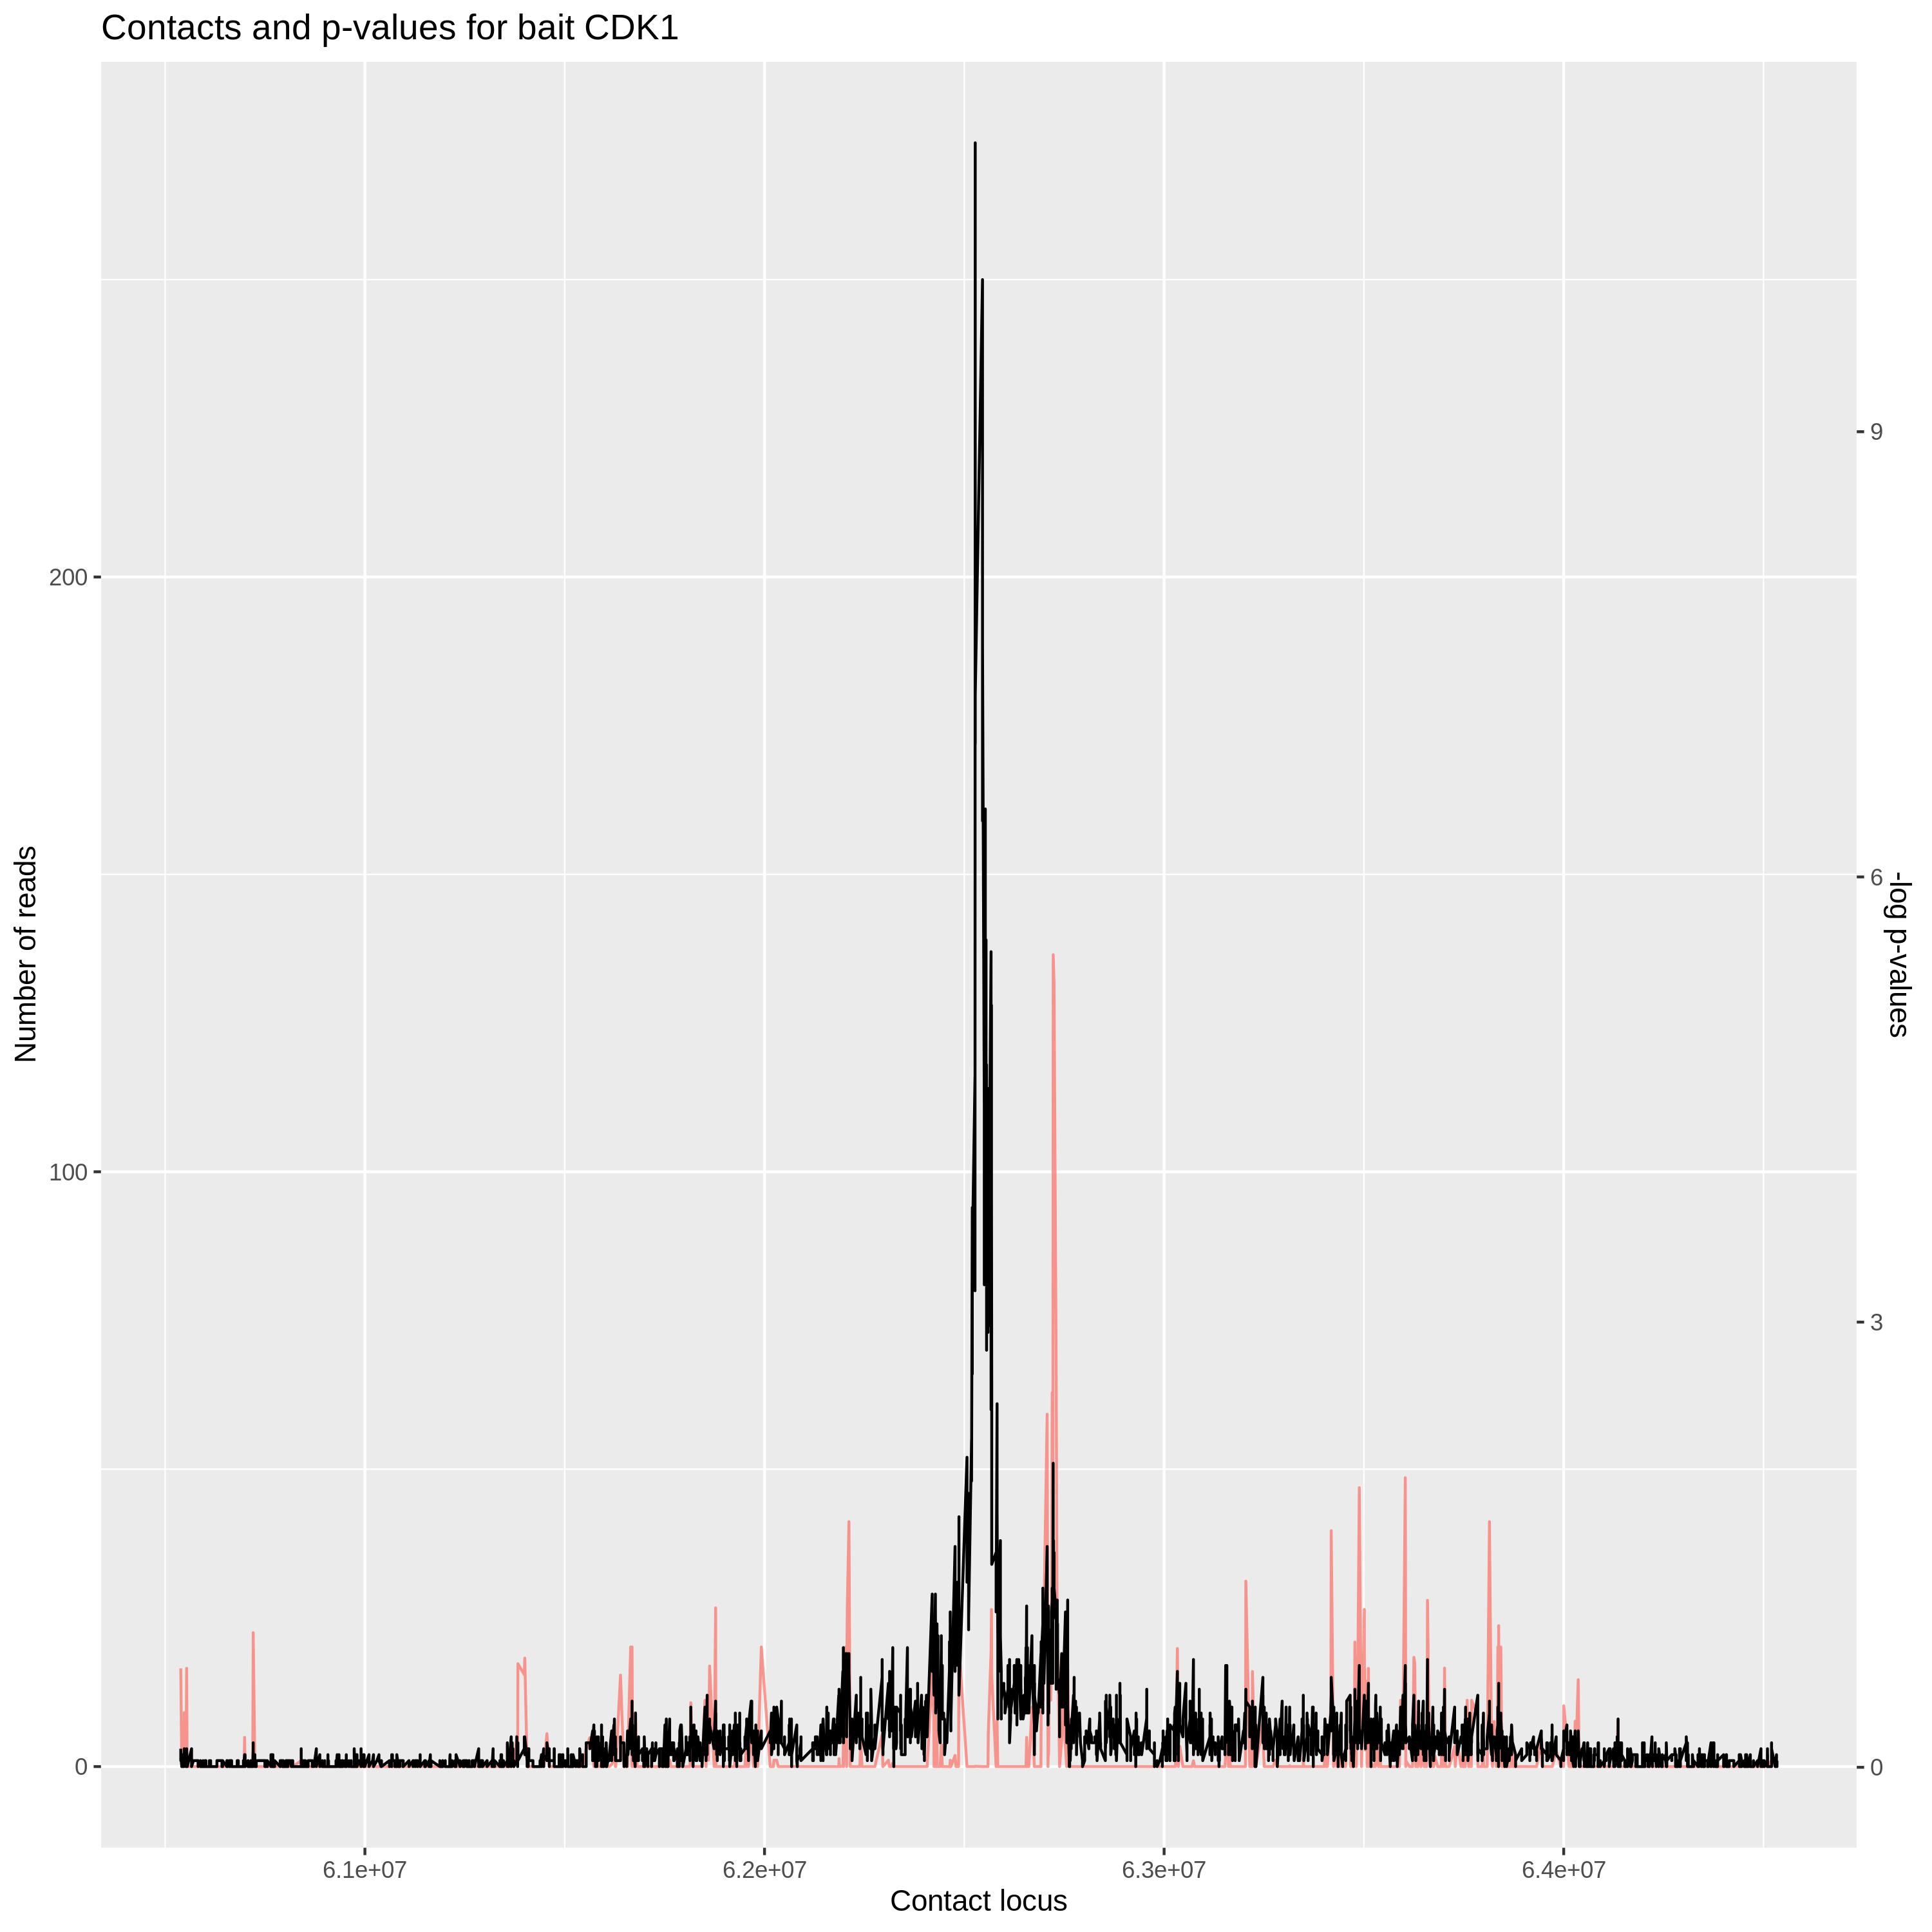 Contacts and p-values for bait CDK1
Number of reads
200
100
0
9
6
3
0
-log p-values
6.1e+07
6.2e+07
6.3e+07
6.4e+07
Contact locus